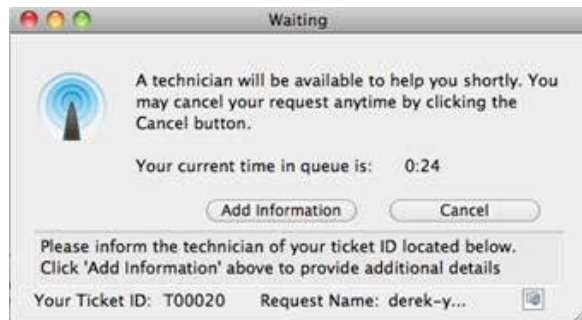 Waiting
A technician will be available to help you shortly. You
may cancel your request anytime by clicking the
Cancel button.
Your current time in queue is: 0:24
Add Information Cancel
Please inform the technician of your ticket ID located below.
Click 'Add Information' above to provide additional details
Your Ticket ID: T00020 Request Name: derek-y...